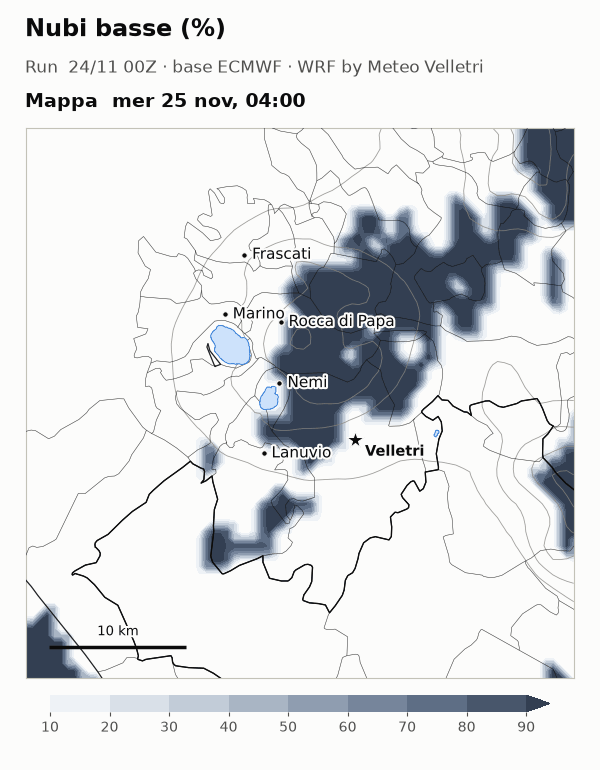 Nubi basse (%)
Run  24/11 00Z · base ECMWF · WRF by Meteo Velletri
Mappa  mer 25 nov, 04:00
Frascati
Marino
Rocca di Papa
Nemi
Velletri
Lanuvio
10 km
10 20 30 40 50 60 70 80 90